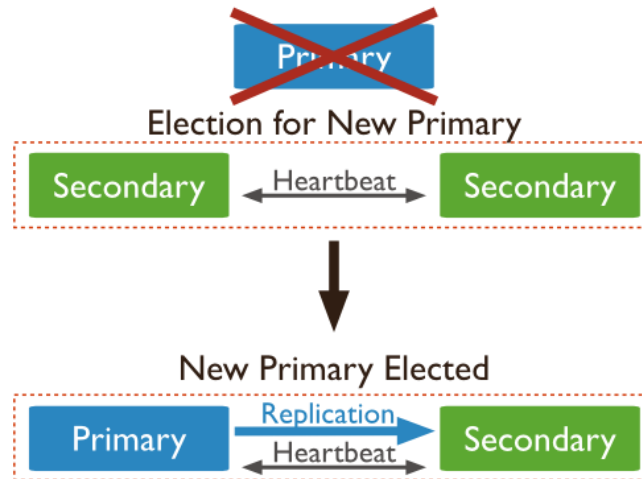 Primary
Election for New Primary
Secondary Heartbeat Secondary
New Primary Elected
Replication
Primary Secondary
Heartbeat